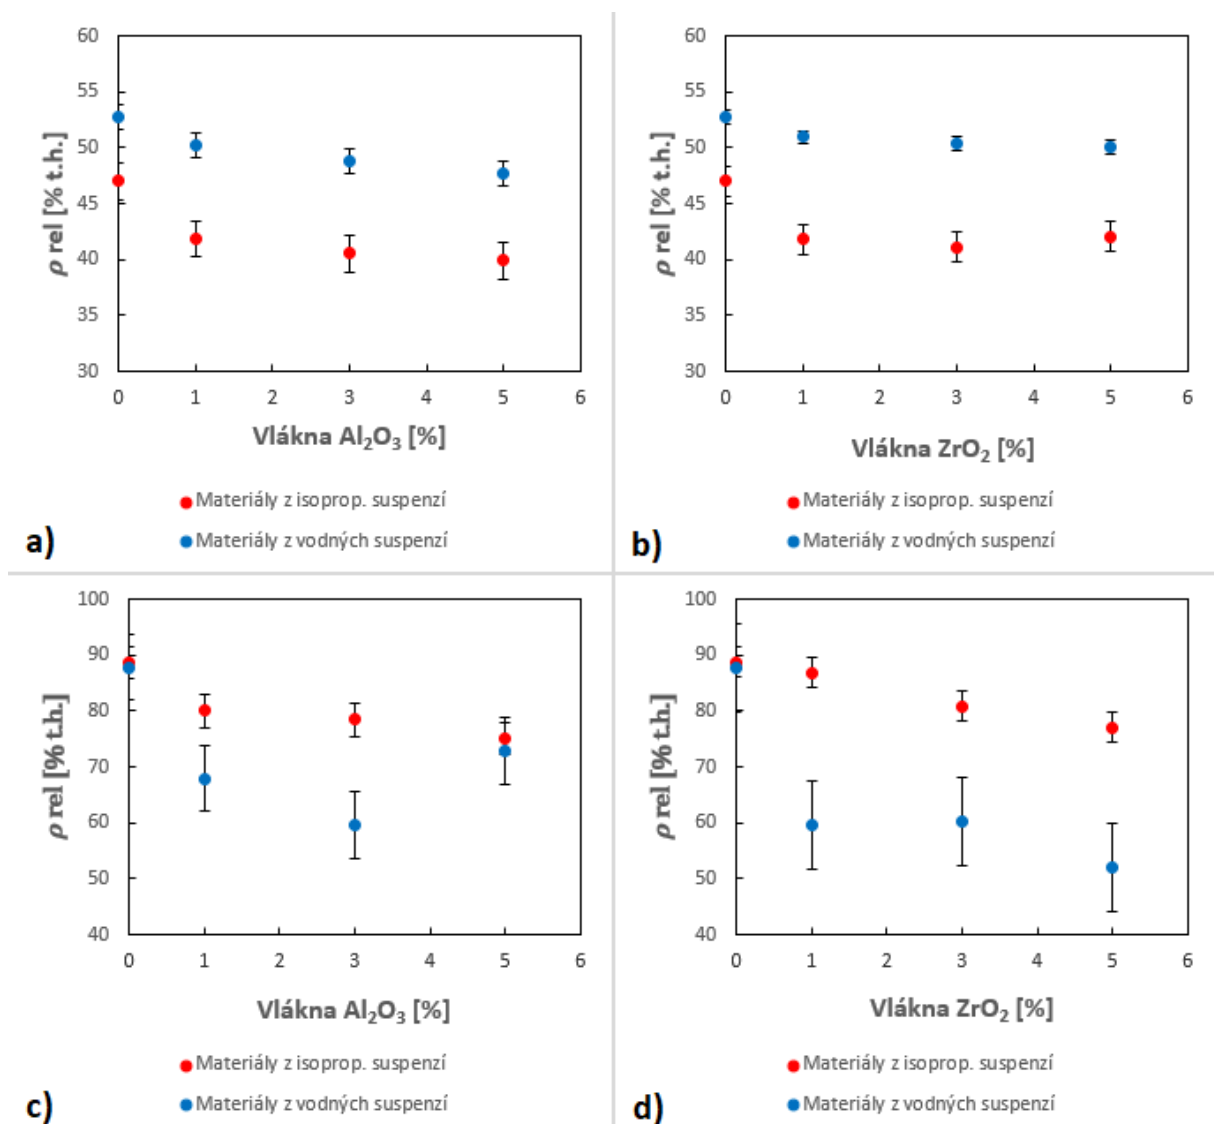 60
55
50
45
40
35
30
ρ rel [% t.h.]
0 1 2 3 4 5 6
Vlákna Al₂O₃ [%]
Materiály z isoprop. suspenzí
Materiály z vodných suspenzí
a)
60
55
50
45
40
35
30
ρ rel [% t.h.]
0 1 2 3 4 5 6
Vlákna ZrO₂ [%]
Materiály z isoprop. suspenzí
Materiály z vodných suspenzí
b)
100
90
80
70
60
50
40
ρ rel [% t.h.]
0 1 2 3 4 5 6
Vlákna Al₂O₃ [%]
Materiály z isoprop. suspenzí
Materiály z vodných suspenzí
c)
100
90
80
70
60
50
40
ρ rel [% t.h.]
0 1 2 3 4 5 6
Vlákna ZrO₂ [%]
Materiály z isoprop. suspenzí
Materiály z vodných suspenzí
d)